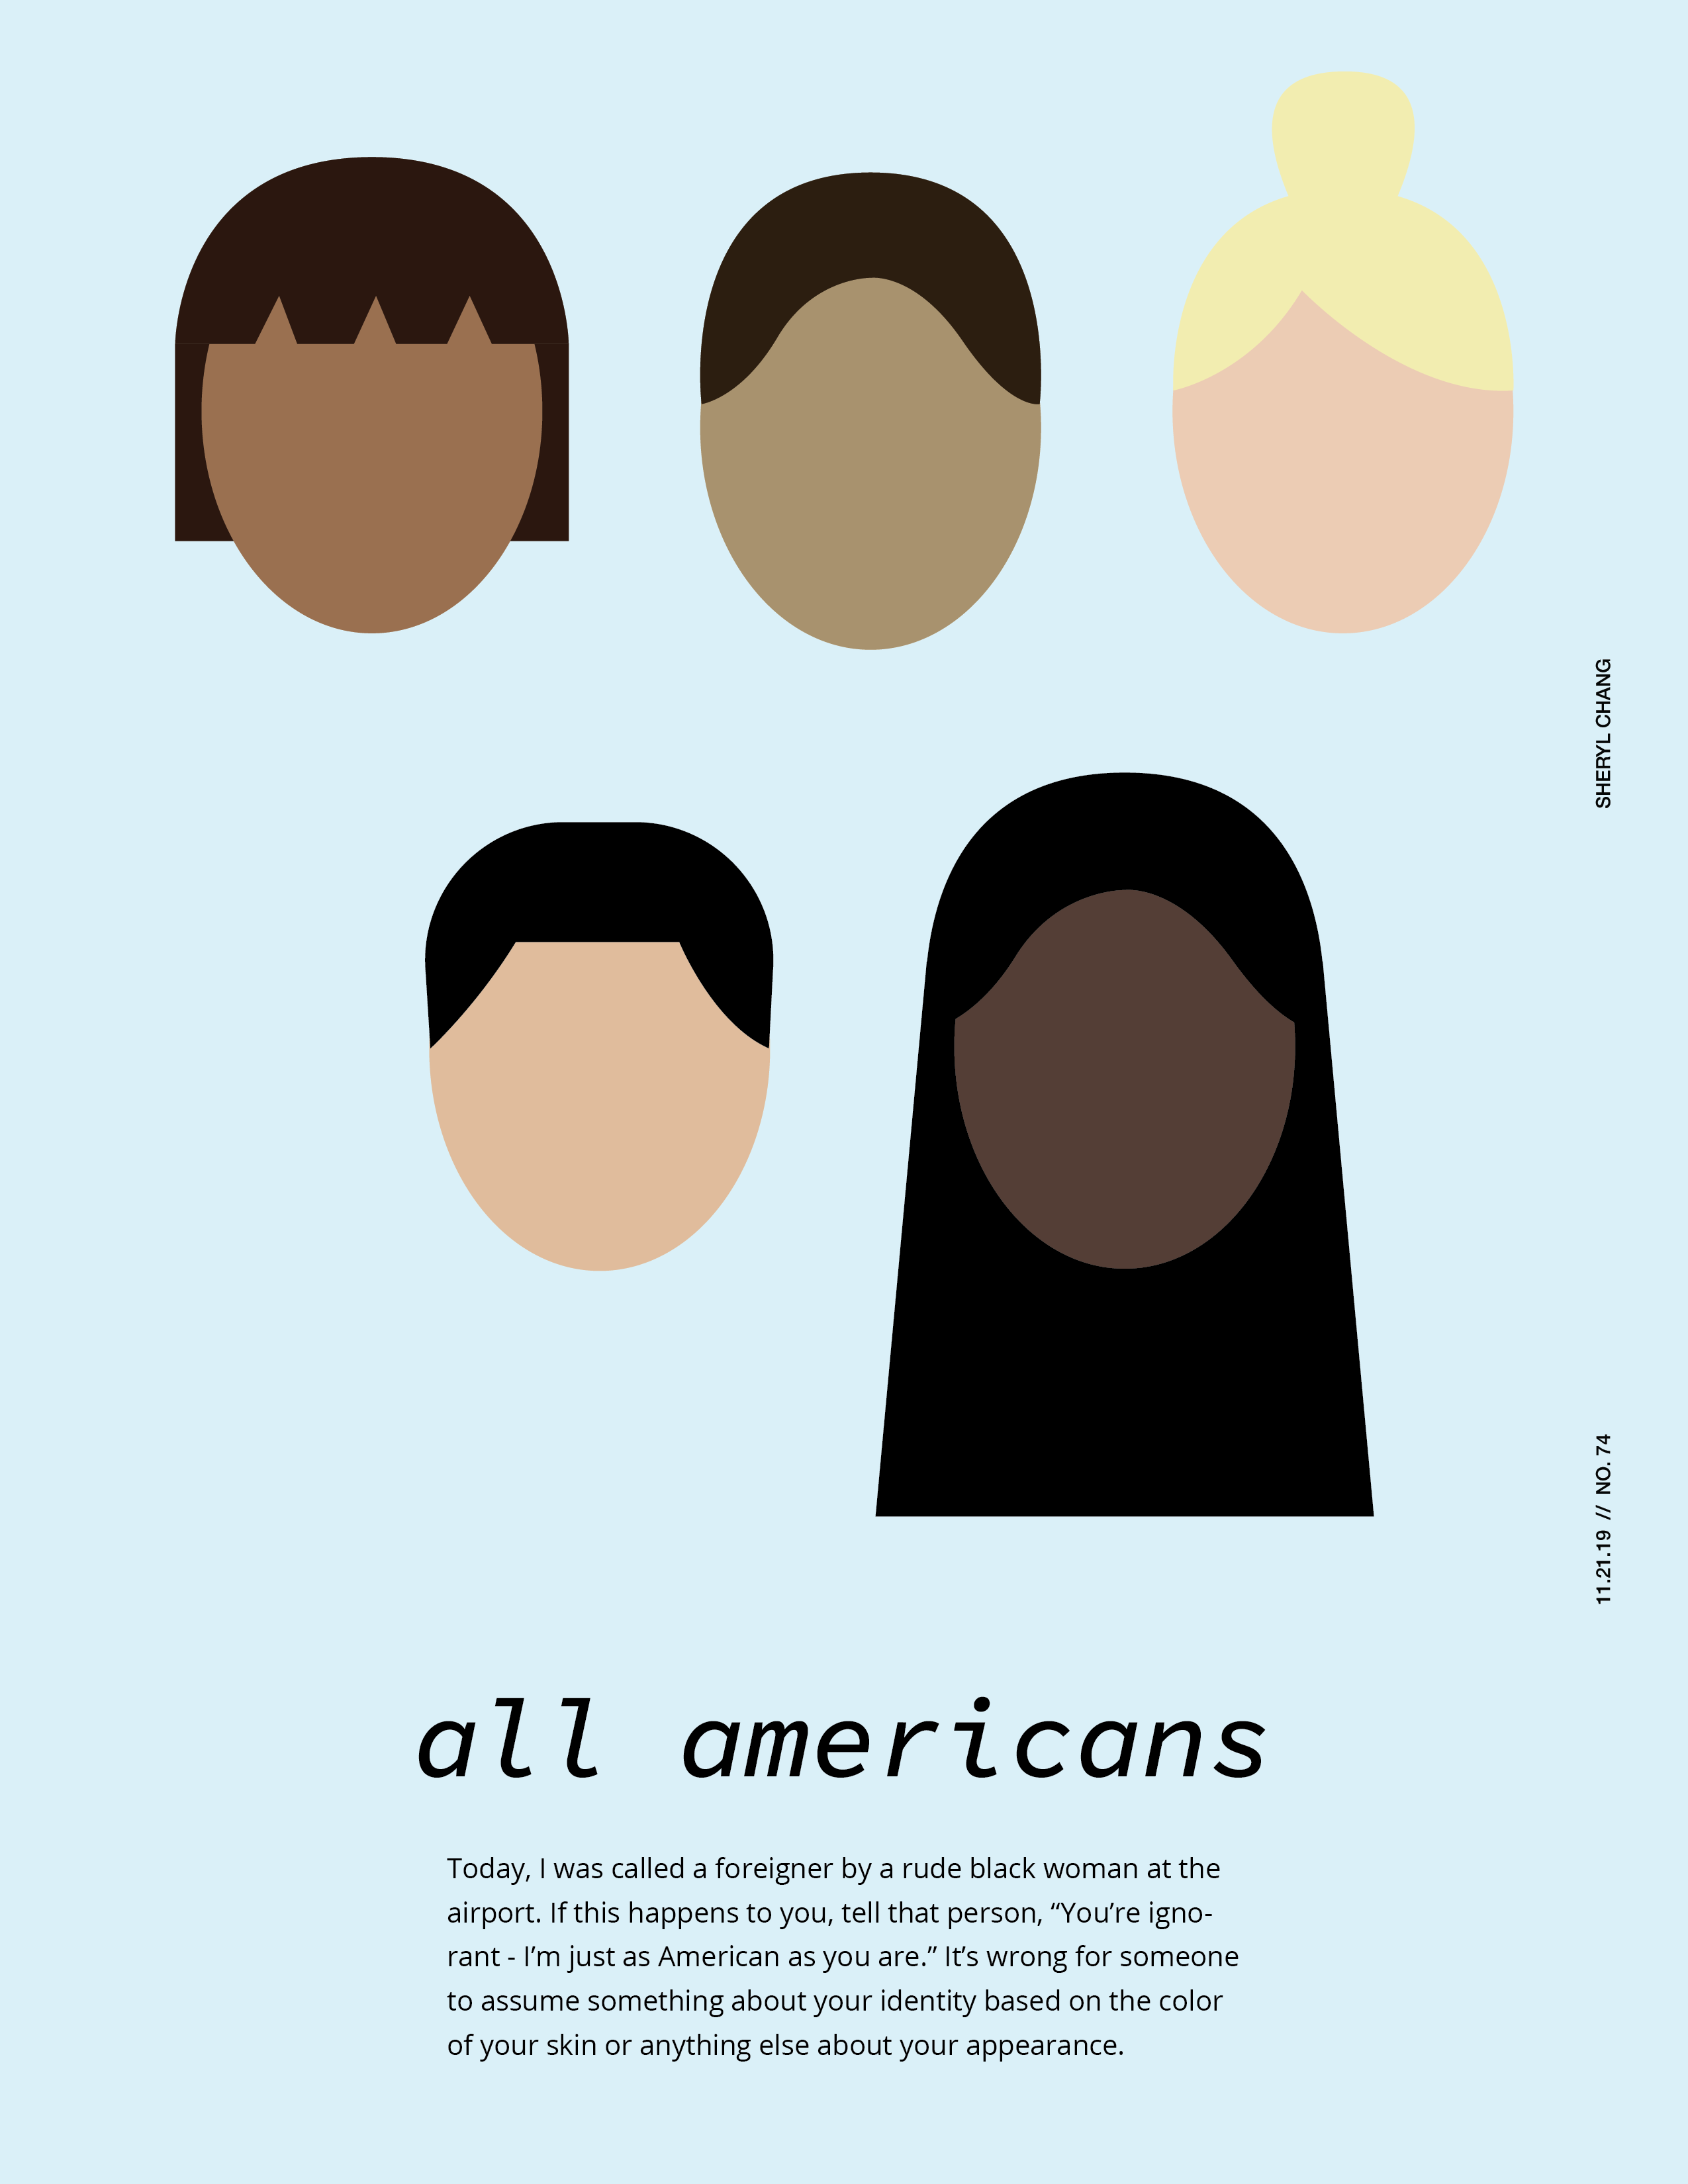 SHERYL CHANG
11.21.19 // NO. 74
all americans
Today, I was called a foreigner by a rude black woman at the
airport. If this happens to you, tell that person, “You’re igno-
rant - I’m just as American as you are.” It’s wrong for someone
to assume something about your identity based on the color
of your skin or anything else about your appearance.